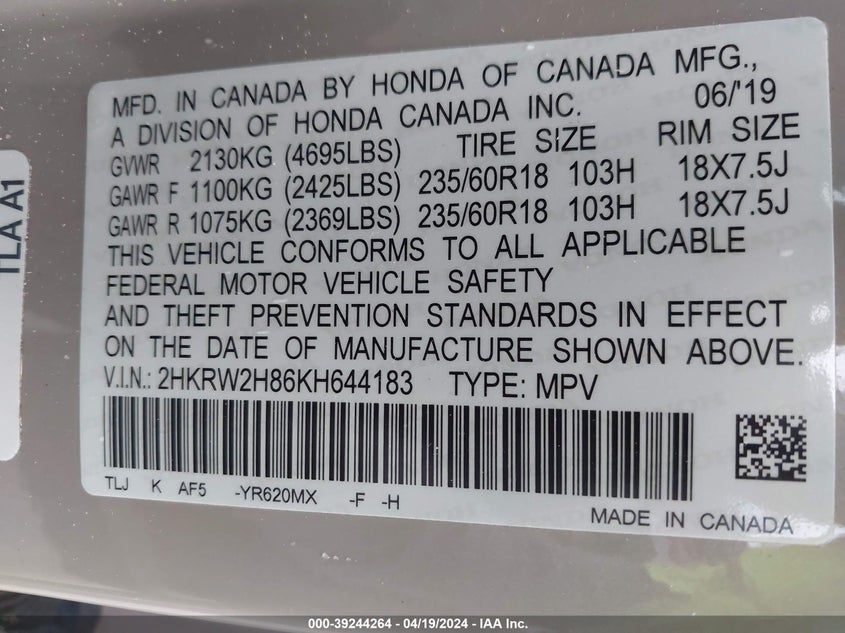 MFD. IN CANADA BY HONDA OF CANADA MFG.,
A DIVISION OF HONDA CANADA INC. 06/'19
GVWR 2130KG (4695LBS) TIRE SIZE RIM SIZE
GAWR F 1100KG (2425LBS) 235/60R18 103H 18X7.5J
GAWR R 1075KG (2369LBS) 235/60R18 103H 18X7.5J
THIS VEHICLE CONFORMS TO ALL APPLICABLE
FEDERAL MOTOR VEHICLE SAFETY
AND THEFT PREVENTION STANDARDS IN EFFECT
ON THE DATE OF MANUFACTURE SHOWN ABOVE.
V.I.N.: 2HKRW2H86KH644183 TYPE: MPV
TLJ K AF5 -YR620MX -F -H
MADE IN CANADA
TLA A1
000-39244264 - 04/19/2024 - IAA Inc.